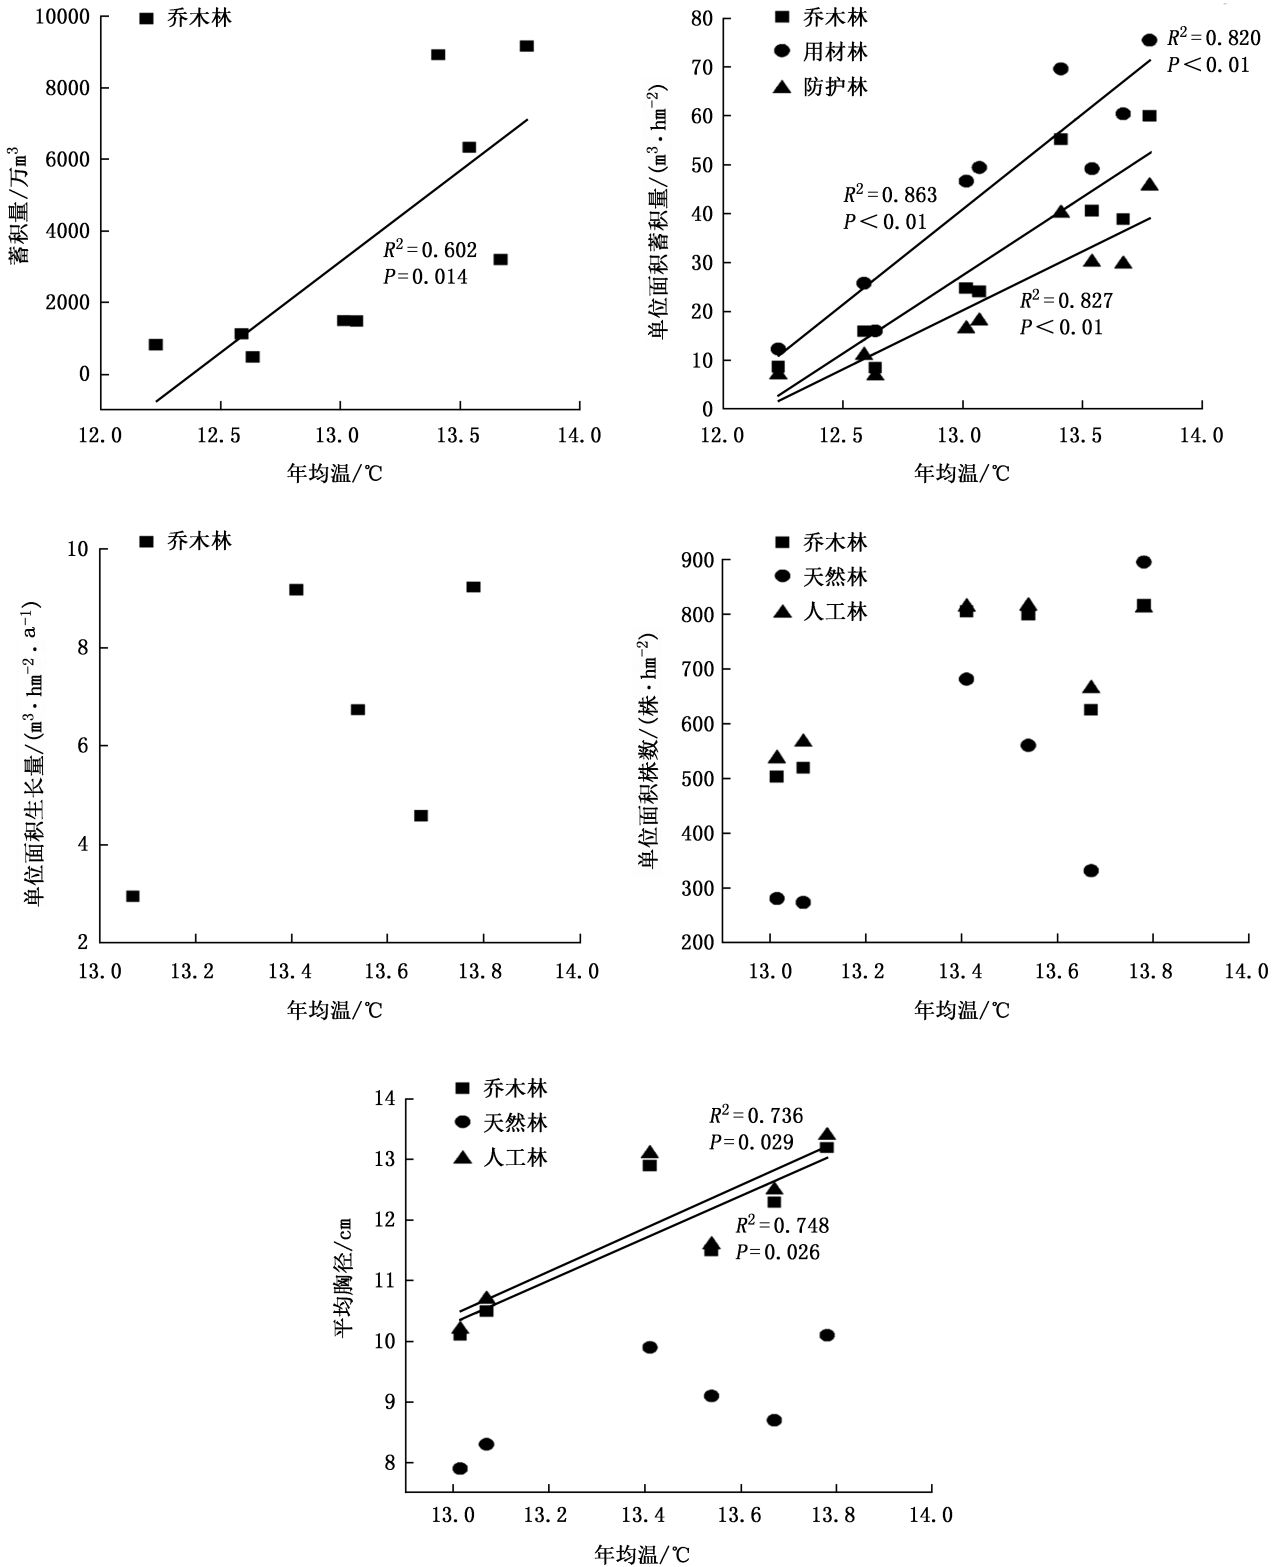 乔木林
10000
8000
6000
4000
2000
0
蓄积量/万m³
R²=0.602
P=0.014
12.0 12.5 13.0 13.5 14.0
年均温/℃
乔木林
用材林
防护林
80
70
60
50
40
30
20
10
0
单位面积蓄积量/(m³·hm⁻²)
R²=0.820
P<0.01
R²=0.863
P<0.01
R²=0.827
P<0.01
12.0 12.5 13.0 13.5 14.0
年均温/℃
乔木林
10
8
6
4
2
单位面积生长量/(m³·hm⁻².a⁻¹)
13.0 13.2 13.4 13.6 13.8 14.0
年均温/℃
乔木林
天然林
人工林
900
800
700
600
500
400
300
200
单位面积株数/(株·hm⁻²)
13.0 13.2 13.4 13.6 13.8 14.0
年均温/℃
乔木林
天然林
人工林
14
13
12
11
10
9
8
平均胸径/cm
R²=0.736
P=0.029
R²=0.748
P=0.026
13.0 13.2 13.4 13.6 13.8 14.0
年均温/℃